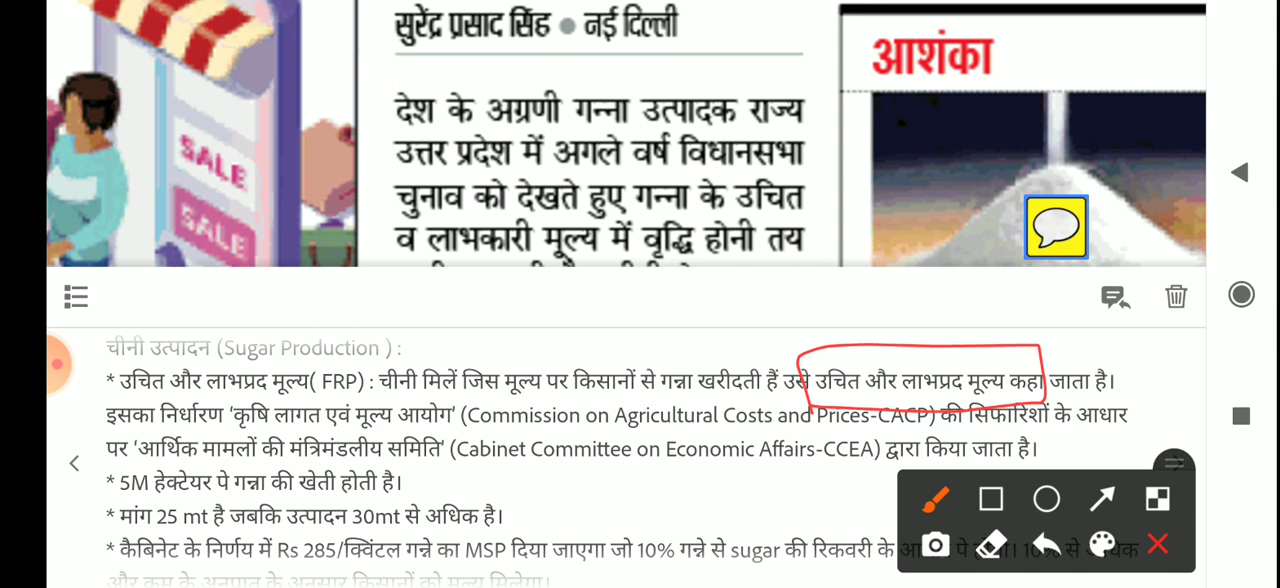 सुरेंद्र प्रसाद सिंह ● नई दिल्ली
देश के अग्रणी गन्ना उत्पादक राज्य
उत्तर प्रदेश में अगले वर्ष विधानसभा
चुनाव को देखते हुए गन्ना के उचित
व लाभकारी मूल्य में वृद्धि होनी तय
आशंका
SALE
SALE
चीनी उत्पादन (Sugar Production ) :
* उचित और लाभप्रद मूल्य( FRP) : चीनी मिलें जिस मूल्य पर किसानों से गन्ना खरीदती हैं उसे उचित और लाभप्रद मूल्य कहा जाता है।
इसका निर्धारण ‘कृषि लागत एवं मूल्य आयोग’ (Commission on Agricultural Costs and Prices-CACP) की सिफारिशों के आधार
पर ‘आर्थिक मामलों की मंत्रिमंडलीय समिति’ (Cabinet Committee on Economic Affairs-CCEA) द्वारा किया जाता है।
* 5M हेक्टेयर पे गन्ना की खेती होती है।
* मांग 25 mt है जबकि उत्पादन 30mt से अधिक है।
* कैबिनेट के निर्णय में Rs 285/क्विंटल गन्ने का MSP दिया जाएगा जो 10% गन्ने से sugar की रिकवरी के
और कम के अनुपात के अनुसार किसानों को मूल्य मिलेगा।